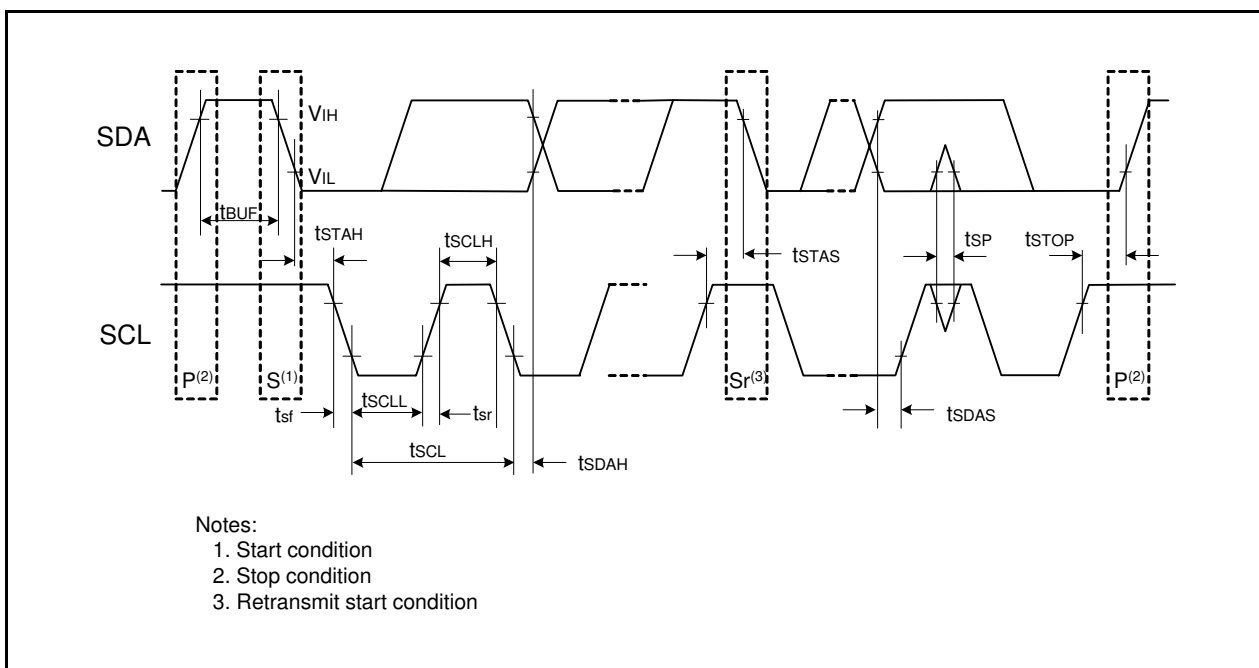 SDA
VIH
VIL
tBUF
tSTAH
tSCLH
tSTAS
tSP
tSTOP
SCL
P(2)
S(1)
Sr(3)
P(2)
tsf
tSCLL
tsr
tSCL
tSDAH
tSDAS
Notes:
1. Start condition
2. Stop condition
3. Retransmit start condition